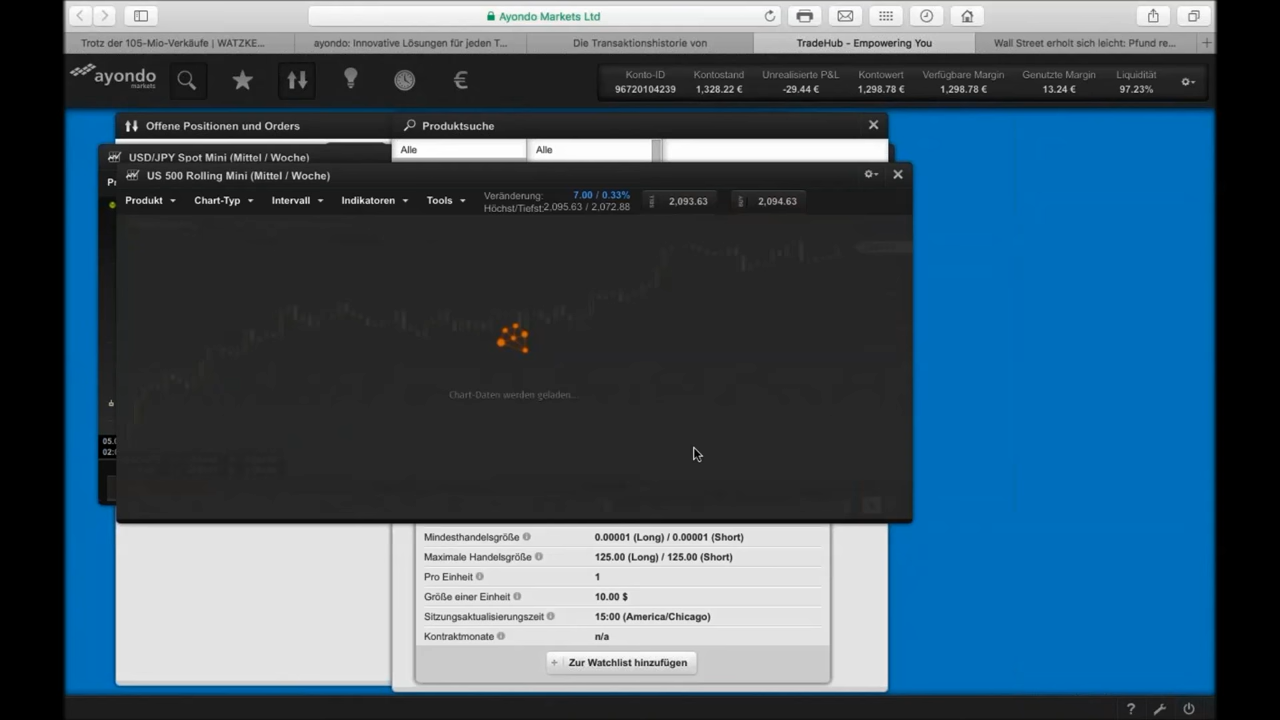 Ayondo Markets Ltd
Trotz der 105-Mio-Verkäufe | WATZKE...
ayondo: Innovative Lösungen für jeden T...
Die Transaktionshistorie von
TradeHub - Empowering You
Wall Street erholt sich leicht: Pfund re...
ayondo
markets
€
Konto-ID
96720104239
Kontostand
1,328.22 €
Unrealisierte P&L
-29.44 €
Kontowert
1,298.78 €
Verfügbare Margin
1,298.78 €
Genutzte Margin
13.24 €
Liquidität
97.23%
Offene Positionen und Orders
Produktsuche
Alle
Alle
USD/JPY Spot Mini (Mittel / Woche)
US 500 Rolling Mini (Mittel / Woche)
Produkt
Chart-Typ
Intervall
Indikatoren
Tools
Veränderung: 7.00 / 0.33%
Höchst/Tiefst: 2,095.63 / 2,072.88
2,093.63
2,094.63
Chart-Daten werden geladen...
05.0
02:0
Mindesthandelsgröße 0.00001 (Long) / 0.00001 (Short)
Maximale Handelsgröße 125.00 (Long) / 125.00 (Short)
Pro Einheit 1
Größe einer Einheit 10.00 $
Sitzungsaktualisierungszeit 15:00 (America/Chicago)
Kontraktmonate n/a
+ Zur Watchlist hinzufügen
?